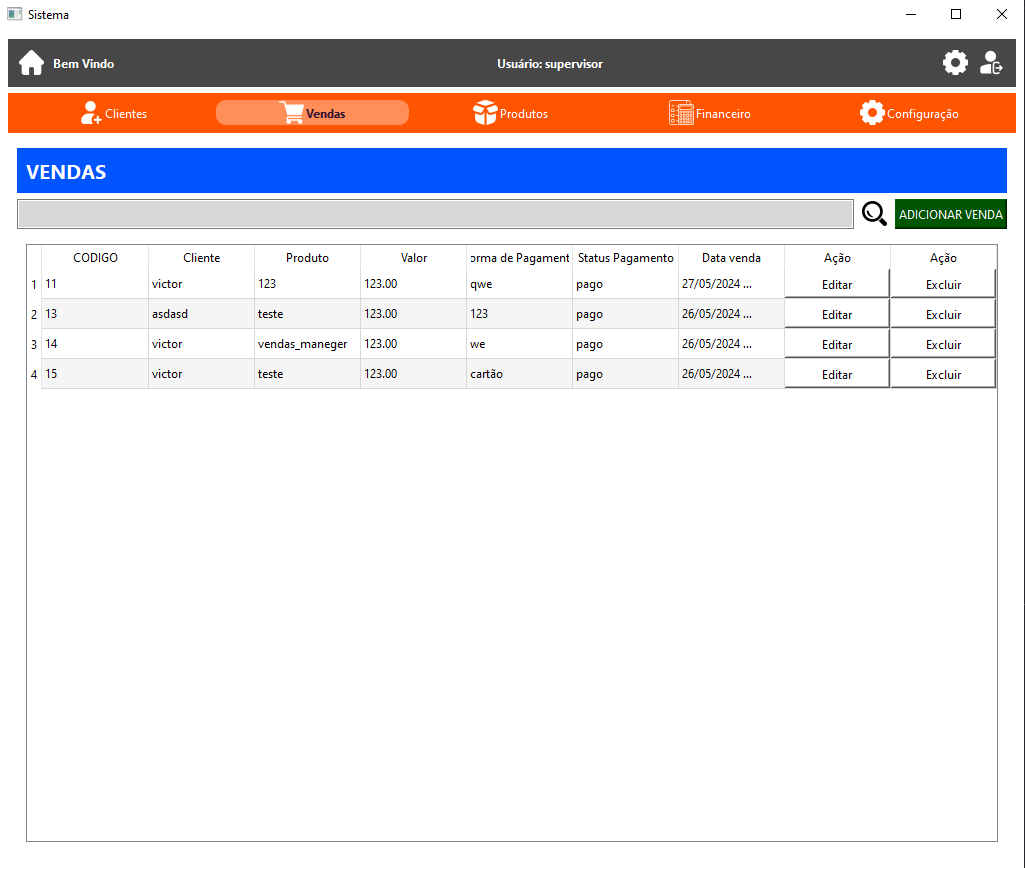 Sistema
Bem Vindo Usuário: supervisor
Clientes Vendas Produtos Financeiro Configuração
VENDAS
ADICIONAR VENDA
CODIGO Cliente Produto Valor orma de Pagament Status Pagamento Data venda Ação Ação
1 11 victor 123 123.00 qwe pago 27/05/2024 ... Editar Excluir
2 13 asdasd teste 123.00 123 pago 26/05/2024 ... Editar Excluir
3 14 victor vendas_maneger 123.00 we pago 26/05/2024 ... Editar Excluir
4 15 victor teste 123.00 cartão pago 26/05/2024 ... Editar Excluir